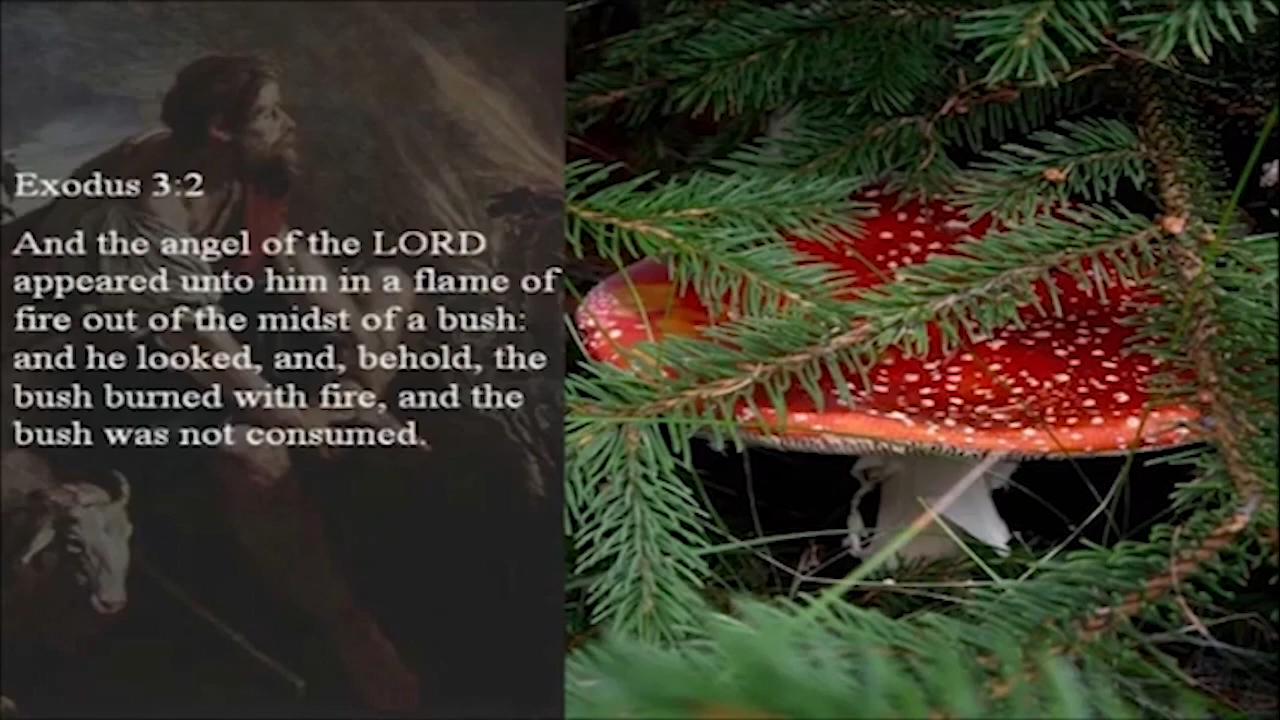 Exodus 3:2
And the angel of the LORD
appeared unto him in a flame of
fire out of the midst of a bush:
and he looked, and, behold, the
bush burned with fire, and the
bush was not consumed.